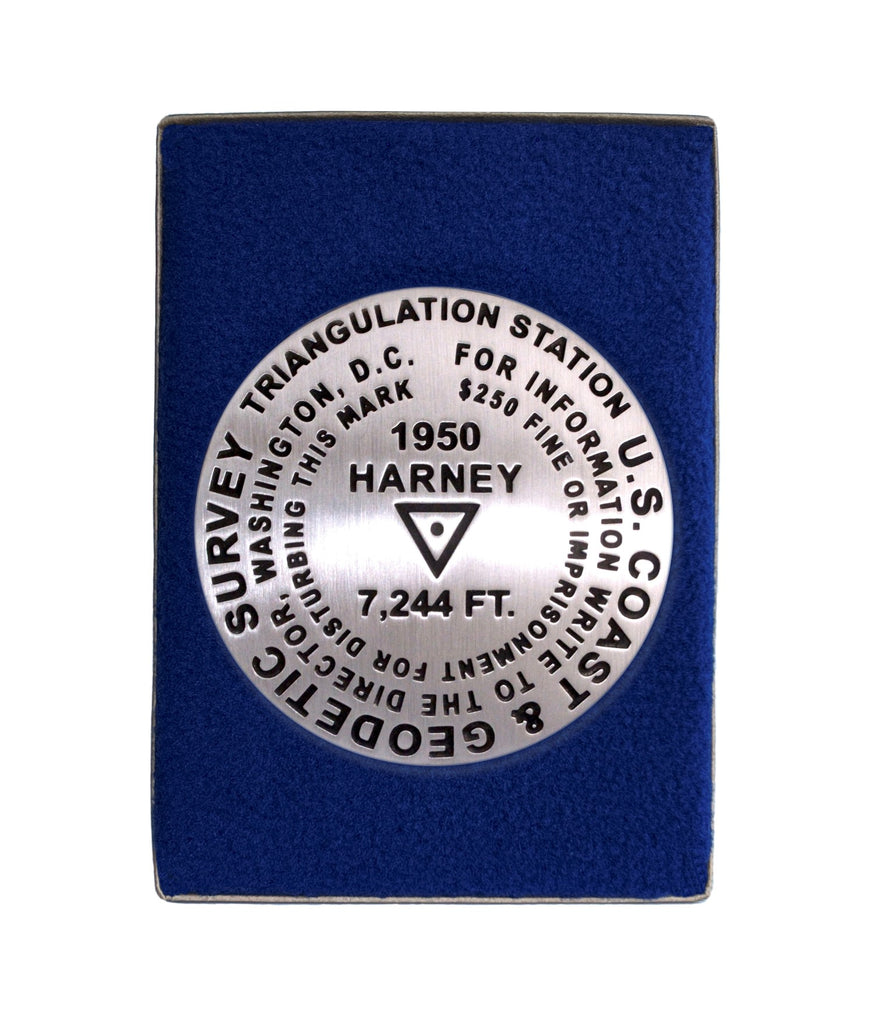 U.S. COAST & GEODETIC SURVEY
TRIANGULATION STATION
FOR INFORMATION WRITE TO THE DIRECTOR, WASHINGTON, D.C.
$250 FINE OR IMPRISONMENT FOR DISTURBING THIS MARK
1950
HARNEY
7,244 FT.